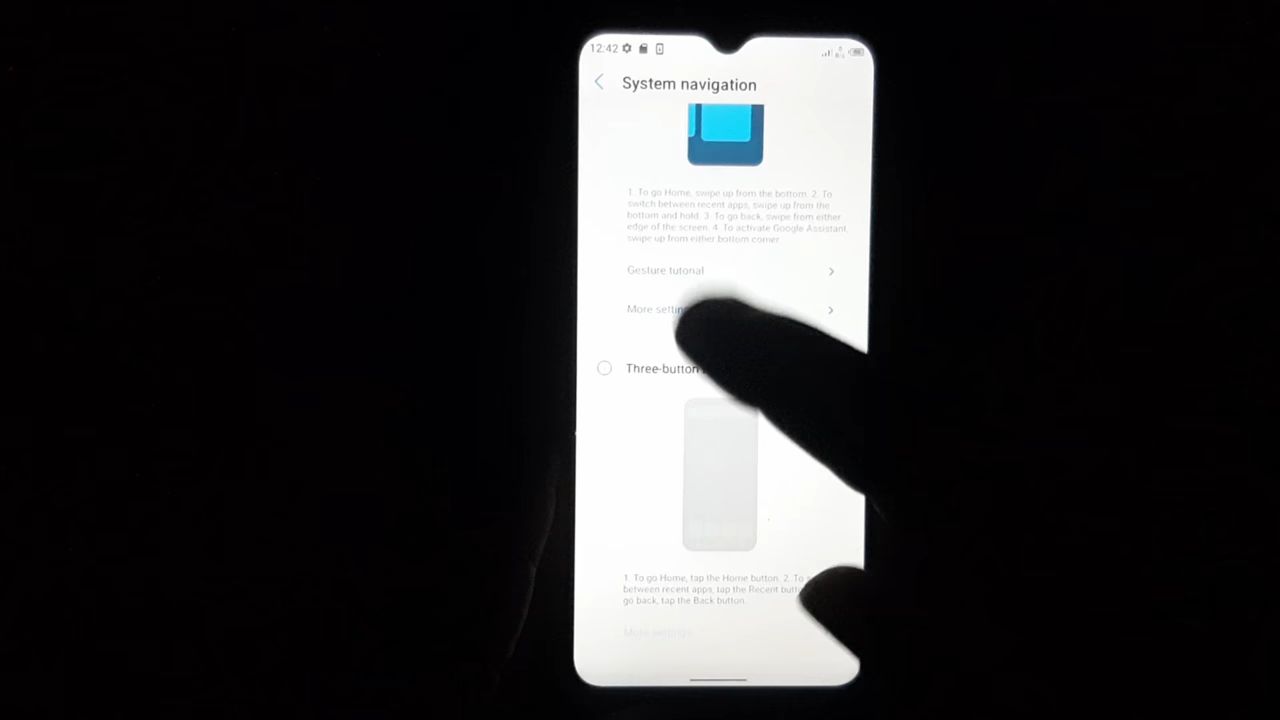 12:42
System navigation
1. To go Home, swipe up from the bottom. 2. To
switch between recent apps, swipe up from the
bottom and hold. 3. To go back, swipe from either
edge of the screen. 4. To activate Google Assistant,
swipe up from either bottom corner.
Gesture tutorial
More
Three-button
1. To go Home, tap the Home button. 2. To
between recent apps, tap the Recent
go back, tap the Back button.
More settings